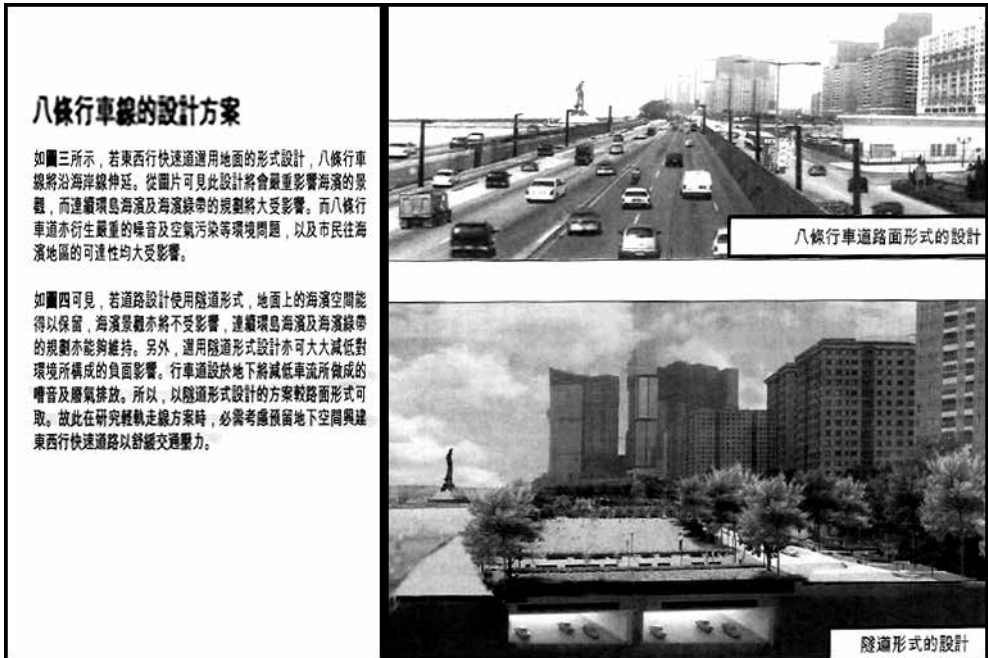 八條行車線的設計方案
如圖三所示，若東西行快速道選用地面的形式設計，八條行車
線將沿海岸線伸延。從圖片可見此設計將會嚴重影響海濱的景
觀，而連續環島海濱及海濱綠帶的規劃將大受影響。而八條行
車道亦衍生嚴重的噪音及空氣污染等環境問題，以及市民往海
濱地區的可達性均大受影響。
如圖四可見，若道路設計使用隧道形式，地面上的海濱空間能
得以保留，海濱景觀亦將不受影響，連續環島海濱及海濱綠帶
的規劃亦能夠維持。另外，選用隧道形式設計亦可大大減低對
環境所構成的負面影響。行車道設於地下將減低車流所做成的
嘈音及廢氣排放。所以，以隧道形式設計的方案較路面形式可
取。故此在研究輕軌走線方案時，必需考慮預留地下空間興建
東西行快速道路以舒緩交通壓力。
八條行車道路面形式的設計
隧道形式的設計